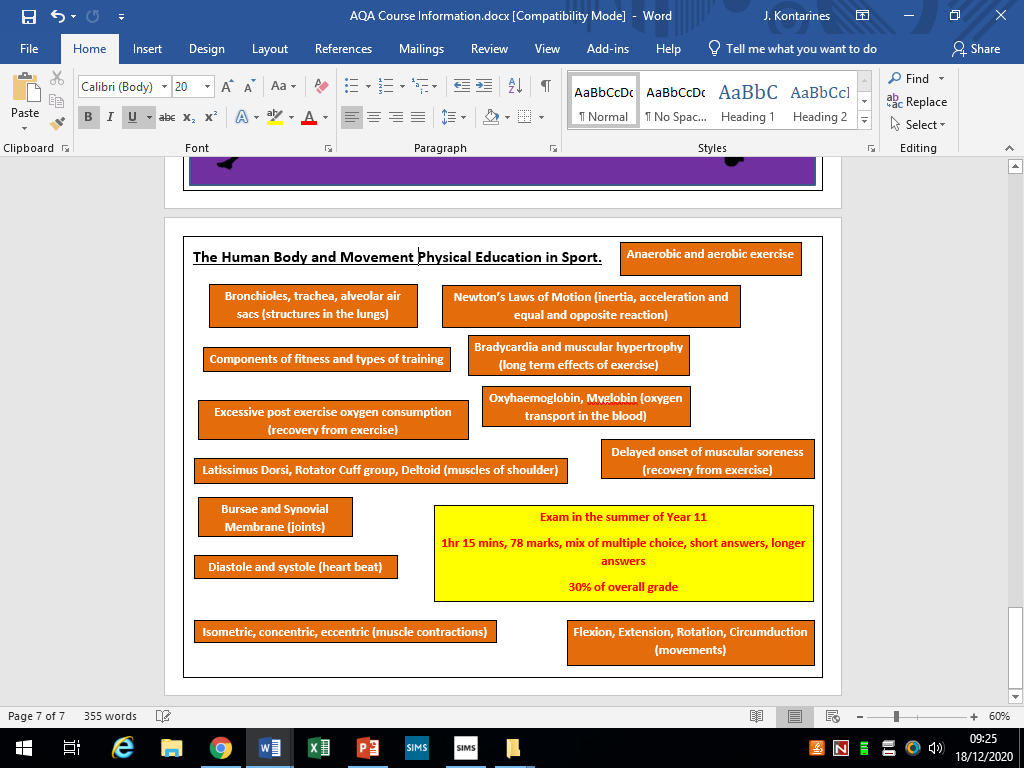 AQA Course Information.docx [Compatibility Mode] - Word
J. Kontarines
File Home Insert Design Layout References Mailings Review View Add-ins Help Tell me what you want to do Share
Paste
Calibri (Body) 20
Aa
B I U abc x₂ x²
A ab A
AaBbCcDc AaBbCcDc AaBbC AaBbCcI
¶ Normal ¶ No Spac... Heading 1 Heading 2
Find
Replace
Select
Clipboard Font Paragraph Styles Editing
The Human Body and Movement Physical Education in Sport.
Anaerobic and aerobic exercise
Bronchioles, trachea, alveolar air
sacs (structures in the lungs)
Newton's Laws of Motion (inertia, acceleration and
equal and opposite reaction)
Components of fitness and types of training
Bradycardia and muscular hypertrophy
(long term effects of exercise)
Excessive post exercise oxygen consumption
(recovery from exercise)
Oxyhaemoglobin, Myglobin (oxygen
transport in the blood)
Latissimus Dorsi, Rotator Cuff group, Deltoid (muscles of shoulder)
Delayed onset of muscular soreness
(recovery from exercise)
Bursae and Synovial
Membrane (joints)
Exam in the summer of Year 11
1hr 15 mins, 78 marks, mix of multiple choice, short answers, longer
answers
30% of overall grade
Diastole and systole (heart beat)
Isometric, concentric, eccentric (muscle contractions)
Flexion, Extension, Rotation, Circumduction
(movements)
Page 7 of 7 355 words
60%
SIMS SIMS
09:25
18/12/2020